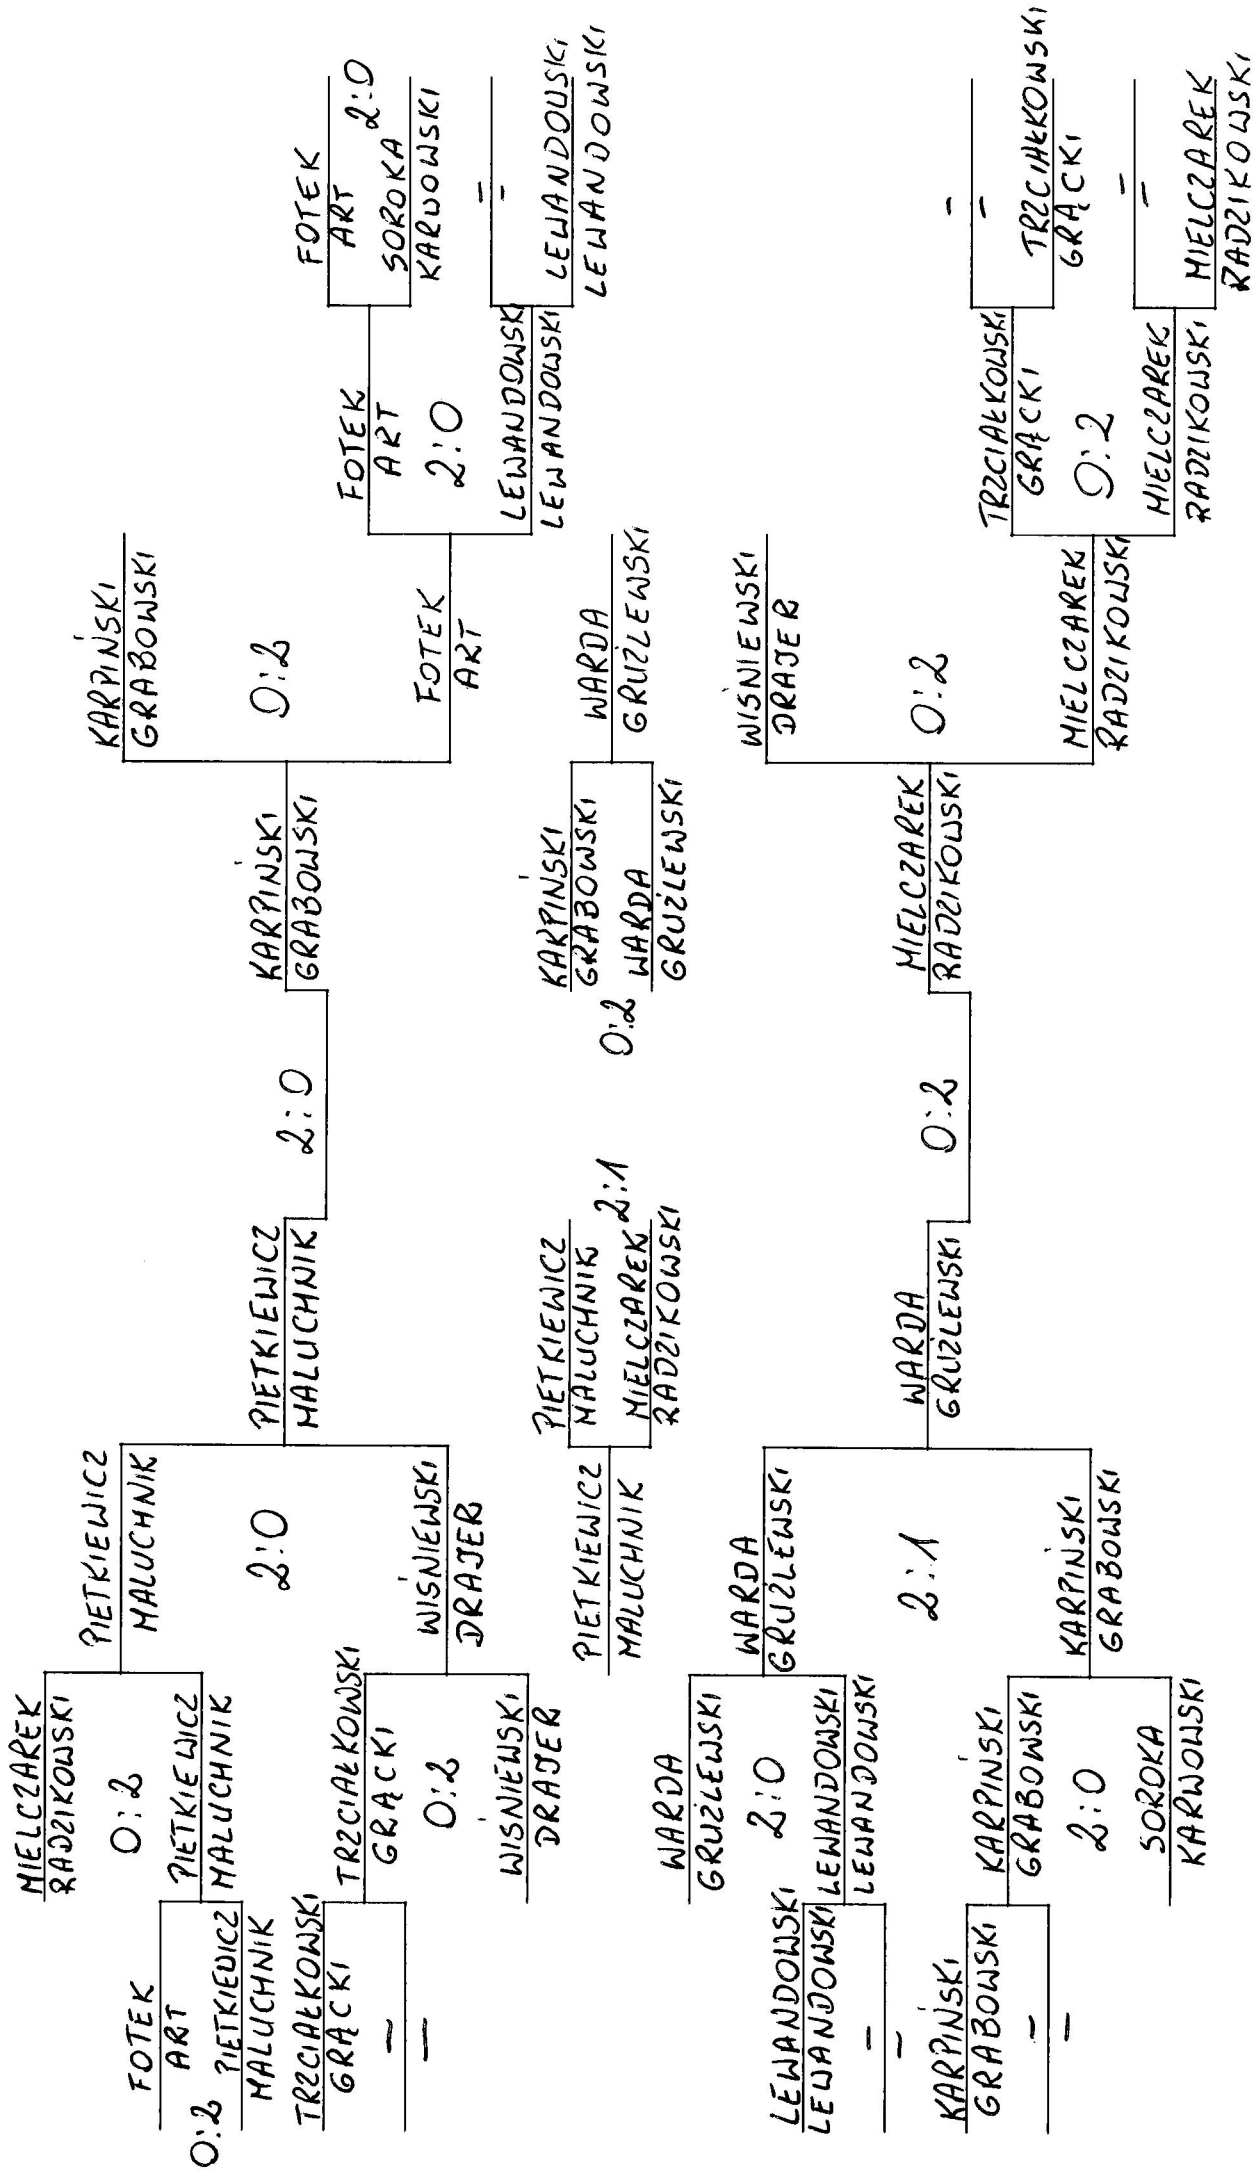 FOTEK
ART
0:2 PIETKIEWICZ
MALUCHNIK
TRZCIAŁKOWSKI
GRĄCKI
–
–
LEWANDOWSKI
LEWANDOWSKI
–
–
KARPIŃSKI
GRABOWSKI
–
–
MIELCZAREK
RADZIKOWSKI
0:2
PIETKIEWICZ
MALUCHNIK
TRZCIAŁKOWSKI
GRĄCKI
0:2
WIŚNIEWSKI
DRAJER
WARDA
GRUŹLEWSKI
2:0
LEWANDOWSKI
LEWANDOWSKI
KARPIŃSKI
GRABOWSKI
2:0
SOROKA
KARWOWSKI
PIETKIEWICZ
MALUCHNIK
2:0
WIŚNIEWSKI
DRAJER
PIETKIEWICZ
MALUCHNIK
WARDA
GRUŹLEWSKI
2:1
KARPIŃSKI
GRABOWSKI
PIETKIEWICZ
MALUCHNIK
PIETKIEWICZ
MALUCHNIK
MIELCZAREK 2:1
RADZIKOWSKI
WARDA
GRUŹLEWSKI
2:0
0:2
KARPIŃSKI
GRABOWSKI
KARPIŃSKI
GRABOWSKI
0:2 WARDA
GRUŹLEWSKI
MIELCZAREK
RADZIKOWSKI
KARPIŃSKI
GRABOWSKI
0:2
FOTEK
ART
WARDA
GRUŹLEWSKI
WIŚNIEWSKI
DRAJER
0:2
MIELCZAREK
RADZIKOWSKI
FOTEK
ART
2:0
LEWANDOWSKI
LEWANDOWSKI
TRZCIAŁKOWSKI
GRĄCKI
0:2
MIELCZAREK
RADZIKOWSKI
FOTEK
ART
2:0
SOROKA
KARWOWSKI
–
–
LEWANDOWSKI
LEWANDOWSKI
–
–
TRZCIAŁKOWSKI
GRĄCKI
–
–
MIELCZAREK
RADZIKOWSKI